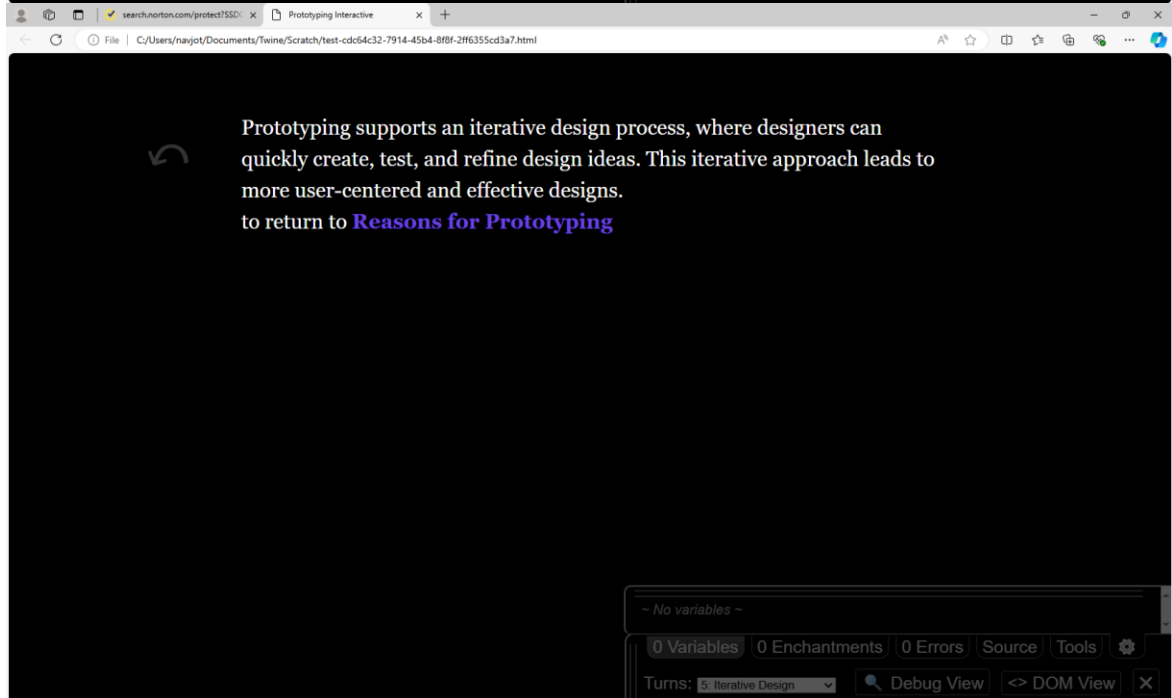 search.norton.com/protect?SSDC
Prototyping Interactive
File
C:/Users/navjot/Documents/Twine/Scratch/test-cdc64c32-7914-45b4-8f8f-2ff6355cd3a7.html
Prototyping supports an iterative design process, where designers can
quickly create, test, and refine design ideas. This iterative approach leads to
more user-centered and effective designs.
to return to Reasons for Prototyping
~ No variables ~
0 Variables 0 Enchantments 0 Errors Source Tools
Turns: 5: Iterative Design Debug View <> DOM View X